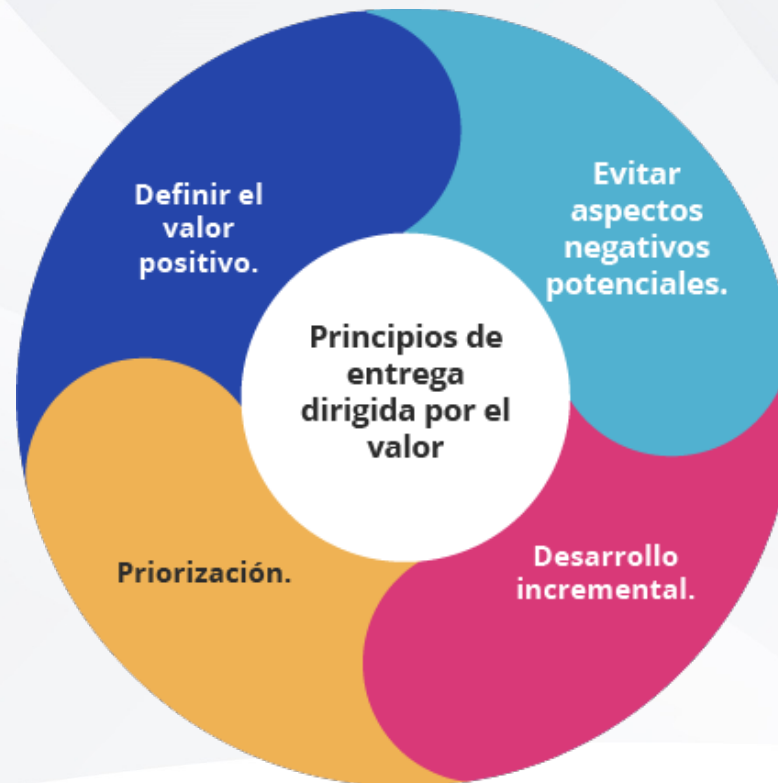 Definir el
valor
positivo.
Evitar
aspectos
negativos
potenciales.
Principios de
entrega
dirigida por el
valor
Priorización.
Desarrollo
incremental.